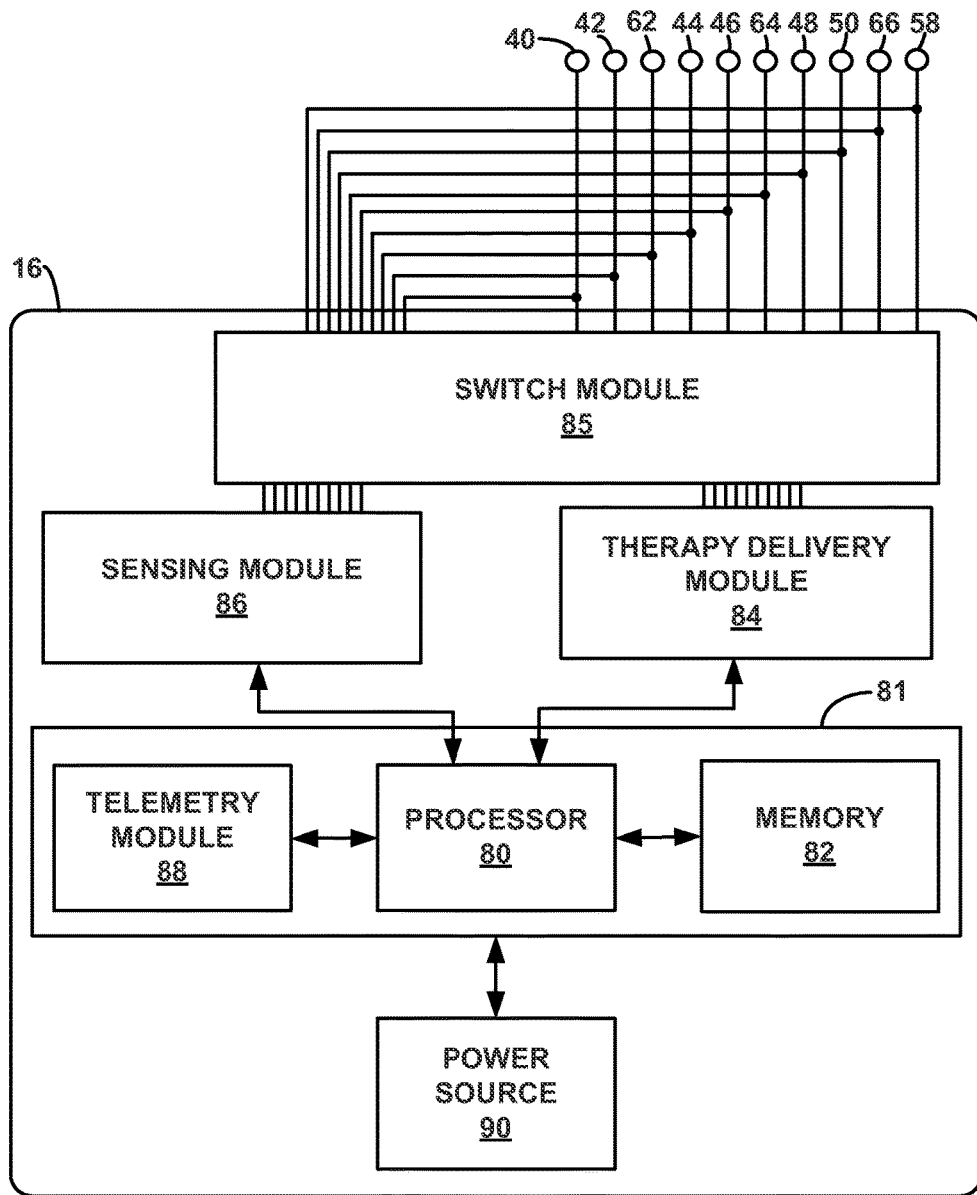 40 42 62 44 46 64 48 50 66 58
16
SWITCH MODULE
85
SENSING MODULE
86
THERAPY DELIVERY
MODULE
84
81
TELEMETRY
MODULE
88
PROCESSOR
80
MEMORY
82
POWER
SOURCE
90